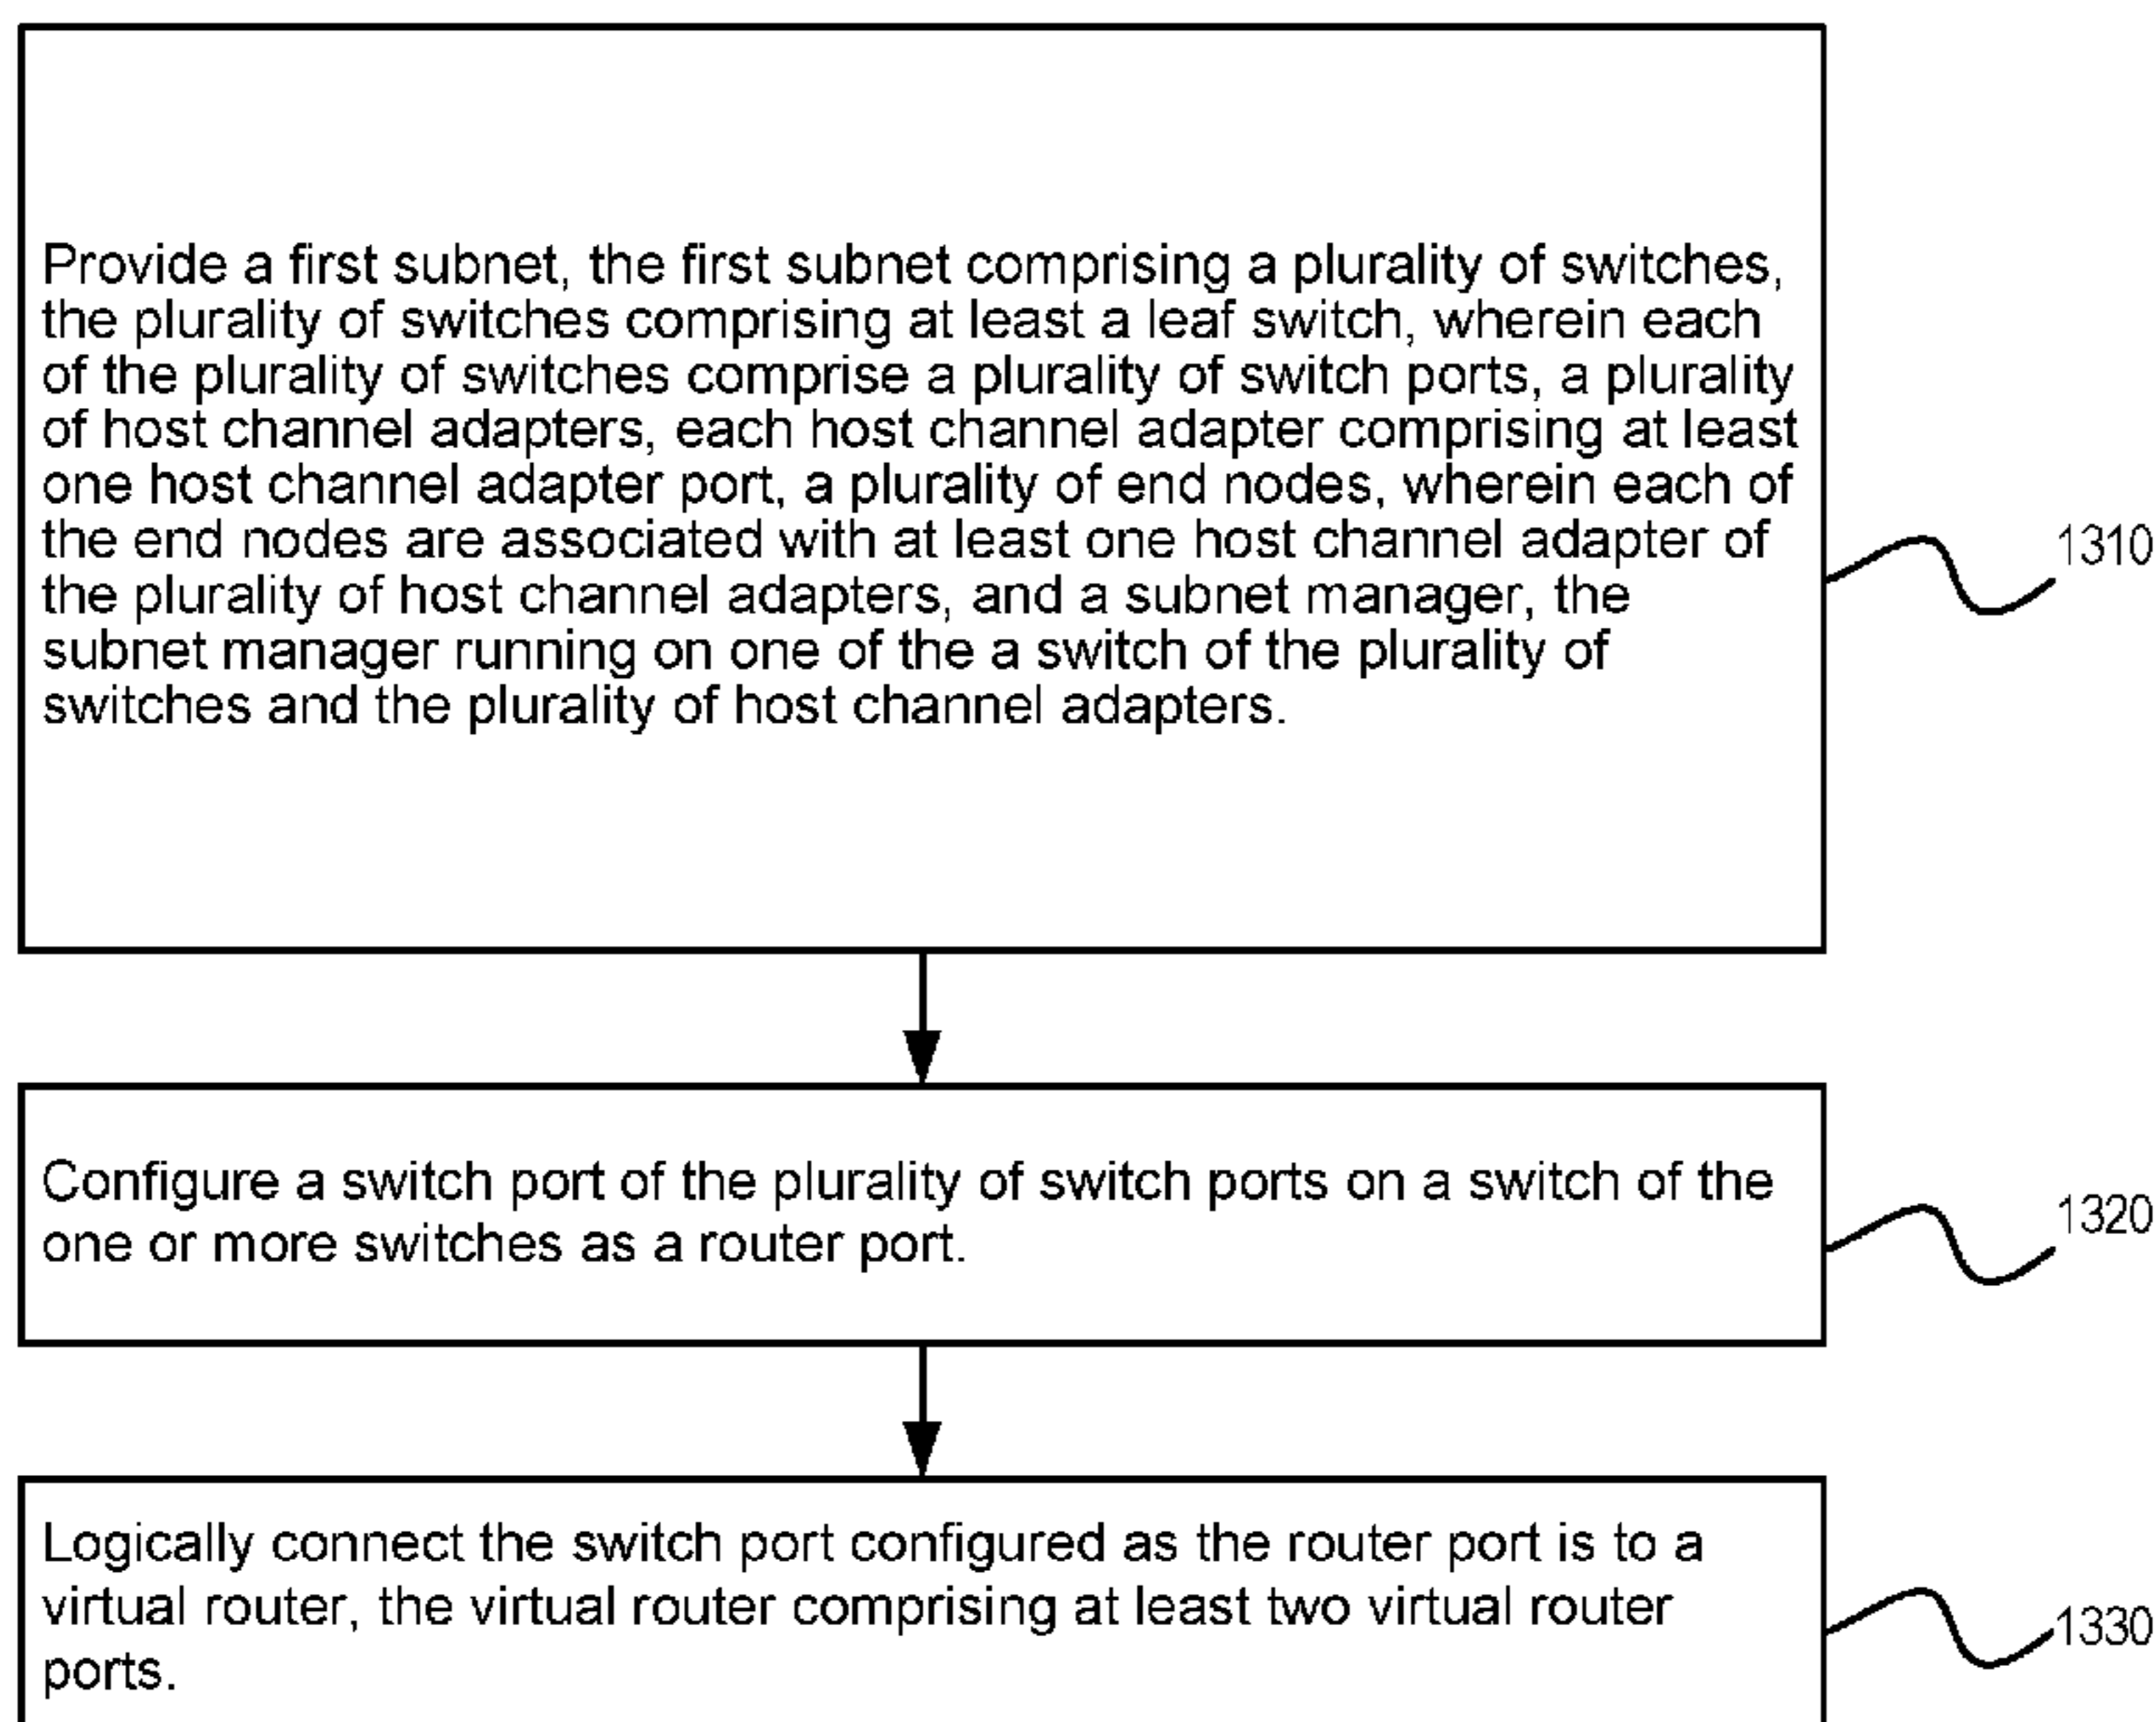 Provide a first subnet, the first subnet comprising a plurality of switches,
the plurality of switches comprising at least a leaf switch, wherein each
of the plurality of switches comprise a plurality of switch ports, a plurality
of host channel adapters, each host channel adapter comprising at least
one host channel adapter port, a plurality of end nodes, wherein each of
the end nodes are associated with at least one host channel adapter of
the plurality of host channel adapters, and a subnet manager, the
subnet manager running on one of the a switch of the plurality of
switches and the plurality of host channel adapters.
1310
Configure a switch port of the plurality of switch ports on a switch of the
one or more switches as a router port.
1320
Logically connect the switch port configured as the router port is to a
virtual router, the virtual router comprising at least two virtual router
ports.
1330